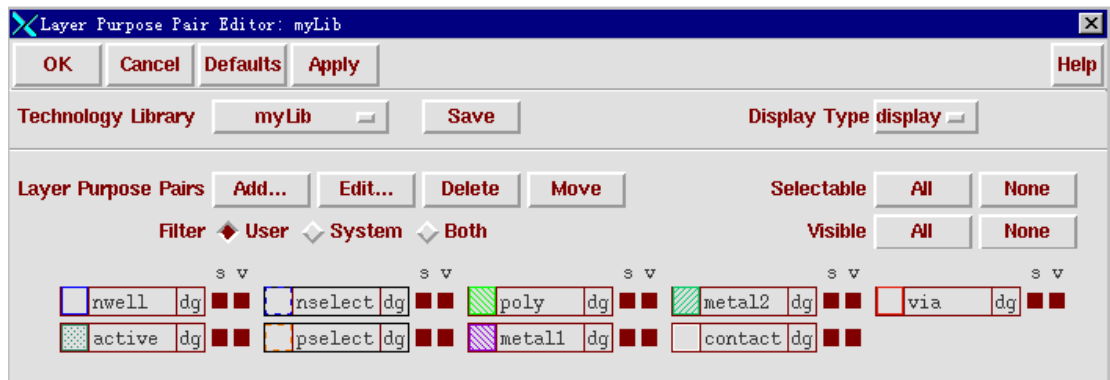 Layer Purpose Pair Editor: myLib
OK Cancel Defaults Apply Help
Technology Library myLib Save Display Type display
Layer Purpose Pairs Add... Edit... Delete Move Selectable All None
Filter User System Both Visible All None
s v s v s v s v s v
nwell dg nselect dg poly dg metal2 dg via dg
active dg pselect dg metal1 dg contact dg